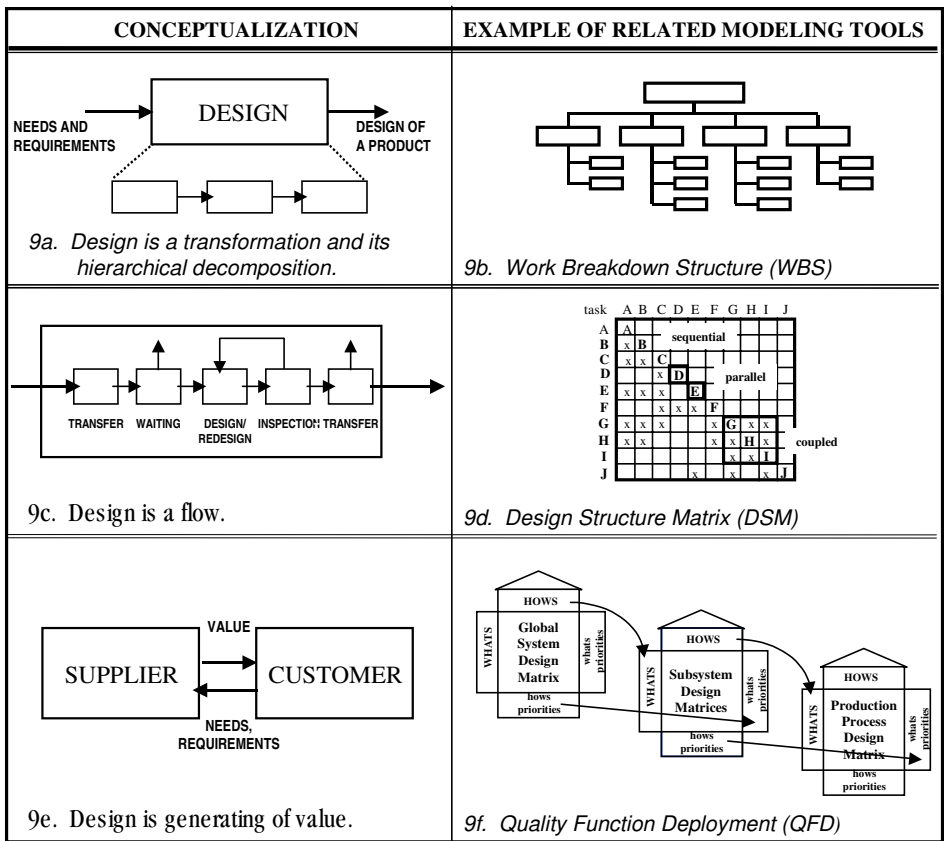 CONCEPTUALIZATION
EXAMPLE OF RELATED MODELING TOOLS
DESIGN
NEEDS AND
REQUIREMENTS
DESIGN OF
A PRODUCT
9a. Design is a transformation and its
hierarchical decomposition.
9b. Work Breakdown Structure (WBS)
TRANSFER WAITING DESIGN/ INSPECTION TRANSFER
REDESIGN
9c. Design is a flow.
task A B C D E F G H I J
A A sequential
B x B
C x x C
D x D parallel
E x x x E
F x x x F
G x x x x G x x
H x x x x H x coupled
I x x I
J x x x J
9d. Design Structure Matrix (DSM)
SUPPLIER
VALUE
CUSTOMER
NEEDS,
REQUIREMENTS
9e. Design is generating of value.
HOWS
WHATS
Global
System
Design
Matrix
whats
priorities
hows
priorities
HOWS
WHATS
Subsystem
Design
Matrices
whats
priorities
hows
priorities
HOWS
WHATS
Production
Process
Design
Matrix
whats
priorities
hows
priorities
9f. Quality Function Deployment (QFD)